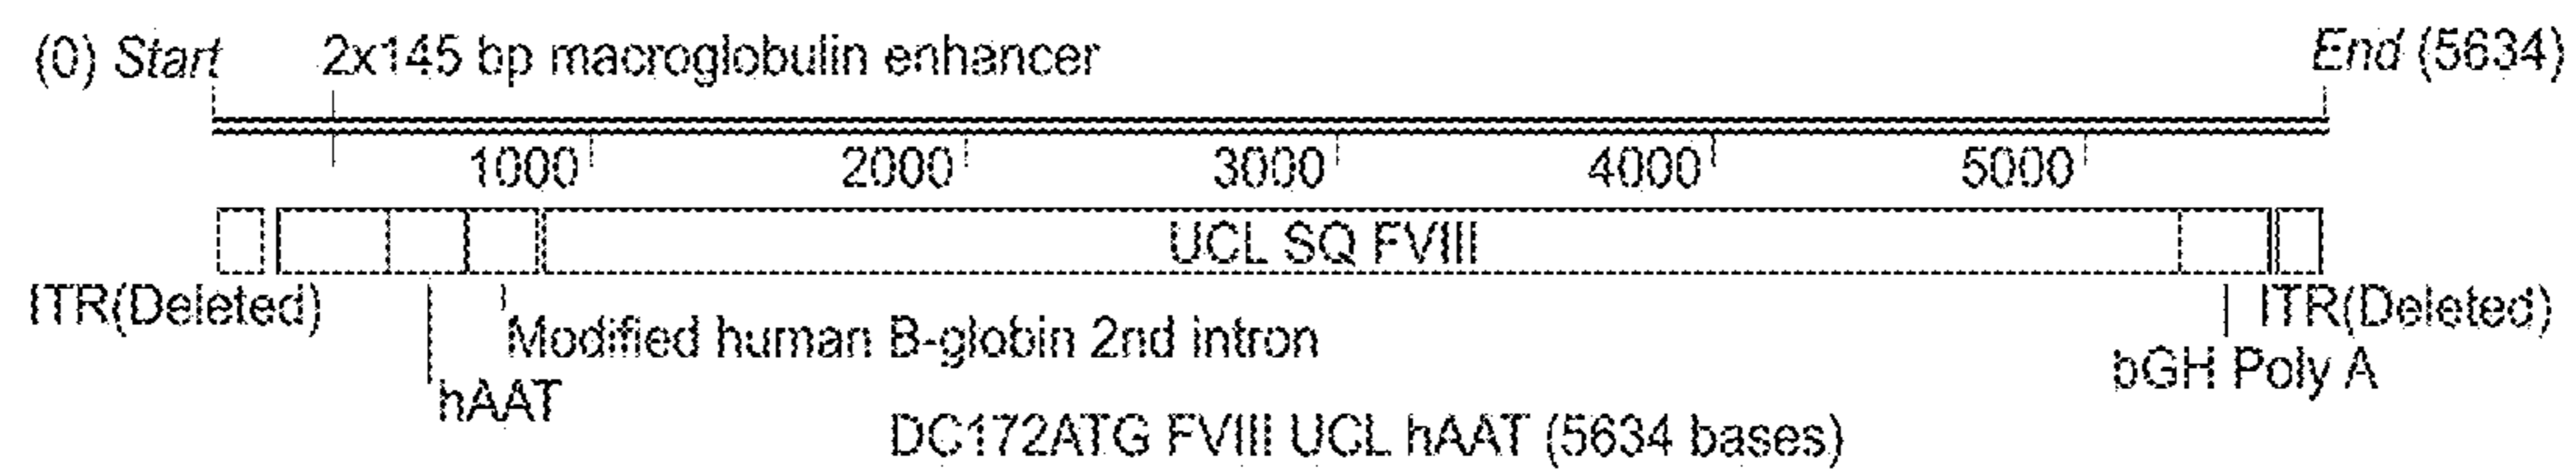 (0) Start 2x145 bp macroglobulin enhancer End (5634)
1000 2000 3000 4000 5000
UCL SQ FVIII
ITR(Deleted) ITR(Deleted)
Modified human B-globin 2nd intron
bGH Poly A
hAAT
DC172ATG FVIII UCL hAAT (5634 bases)